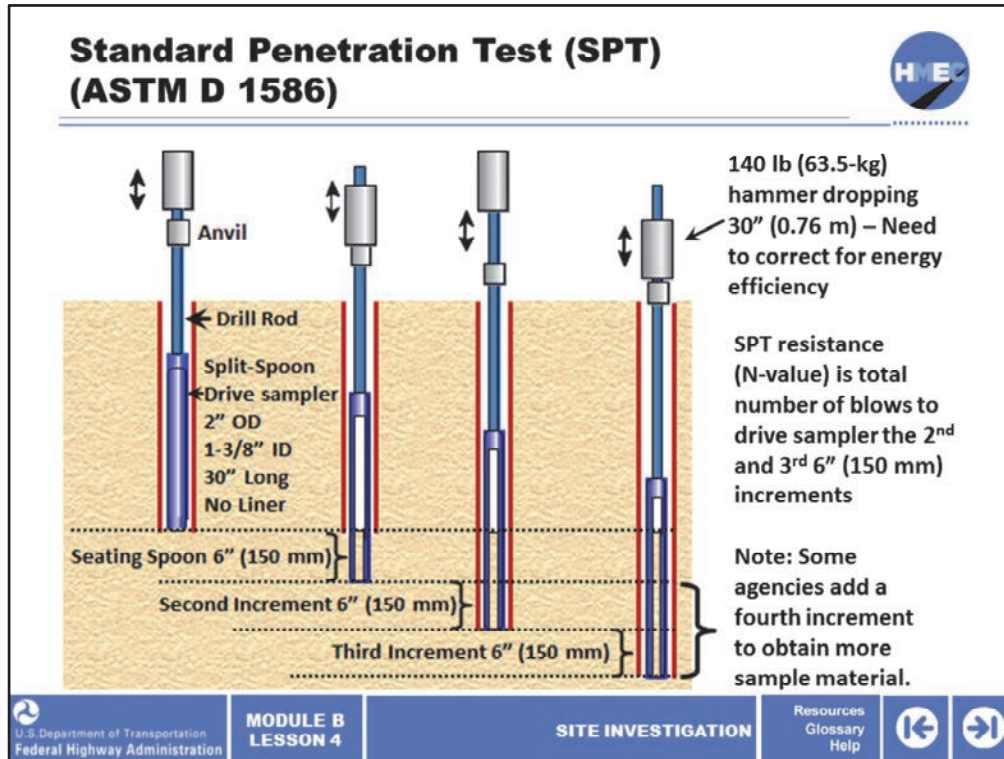 Standard Penetration Test (SPT)
(ASTM D 1586)
HMEC
Anvil
Drill Rod
Split-Spoon
Drive sampler
2” OD
1-3/8” ID
30” Long
No Liner
Seating Spoon 6” (150 mm)
Second Increment 6” (150 mm)
Third Increment 6” (150 mm)
140 lb (63.5-kg)
hammer dropping
30” (0.76 m) – Need
to correct for energy
efficiency
SPT resistance
(N-value) is total
number of blows to
drive sampler the 2nd
and 3rd 6” (150 mm)
increments
Note: Some
agencies add a
fourth increment
to obtain more
sample material.
U.S.Department of Transportation
Federal Highway Administration
MODULE B
LESSON 4
SITE INVESTIGATION
Resources
Glossary
Help